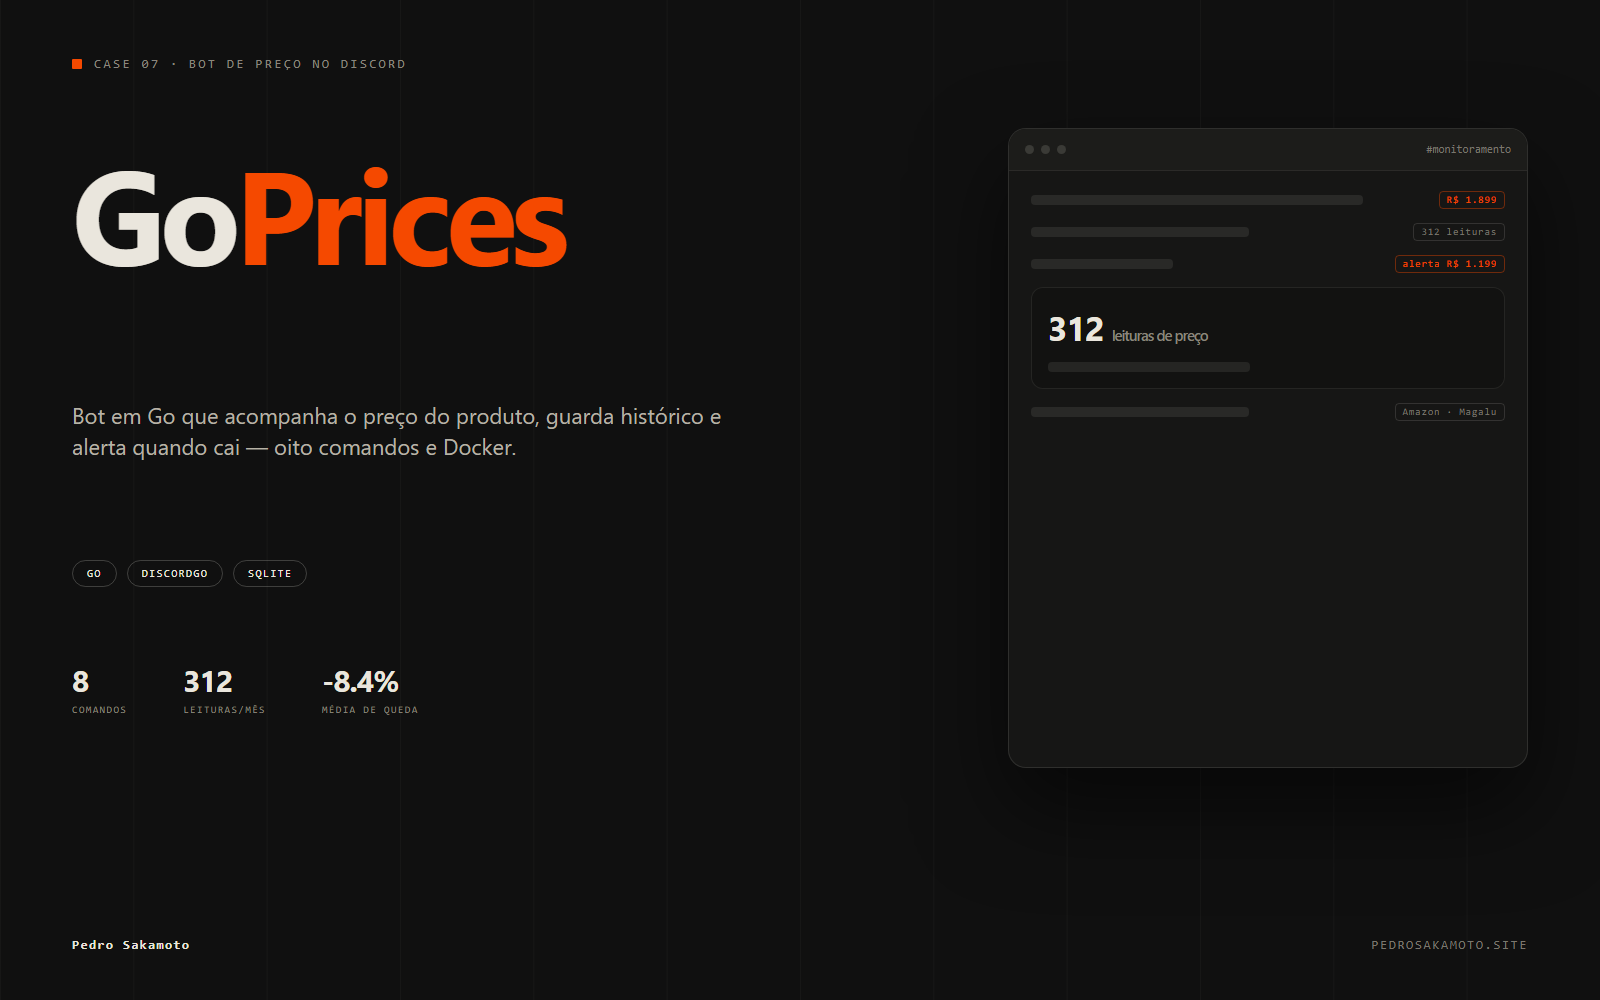 CASE 07 · BOT DE PREÇO NO DISCORD
GoPrices
Bot em Go que acompanha o preço do produto, guarda histórico e
alerta quando cai — oito comandos e Docker.
GO
DISCORDGO
SQLITE
8
COMANDOS
312
LEITURAS/MÊS
-8.4%
MÉDIA DE QUEDA
#monitoramento
R$ 1.899
312 leituras
alerta R$ 1.199
312 leituras de preço
Amazon · Magalu
Pedro Sakamoto
PEDROSAKAMOTO.SITE